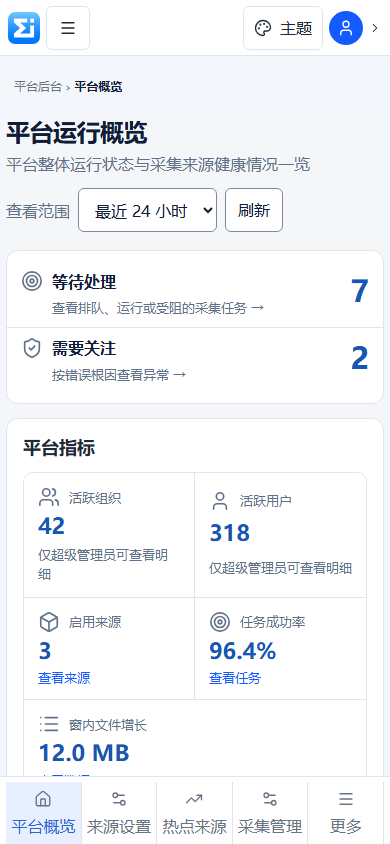 主题
平台后台 › 平台概览
平台运行概览
平台整体运行状态与采集来源健康情况一览
查看范围
最近 24 小时
刷新
等待处理
7
查看排队、运行或受阻的采集任务 →
需要关注
2
按错误根因查看异常 →
平台指标
活跃组织
42
仅超级管理员可查看明
细
活跃用户
318
仅超级管理员可查看明细
启用来源
3
查看来源
任务成功率
96.4%
查看任务
窗内文件增长
12.0 MB
平台概览
来源设置
热点来源
采集管理
更多